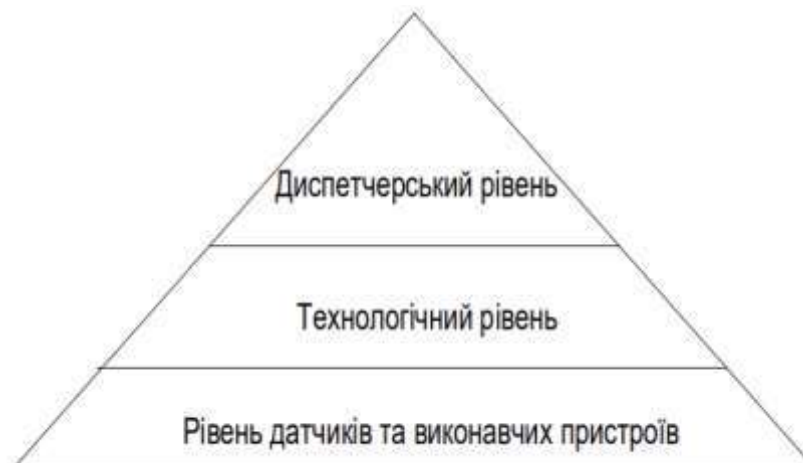 Диспетчерський рівень
Технологічний рівень
Рівень датчиків та виконавчих пристроїв